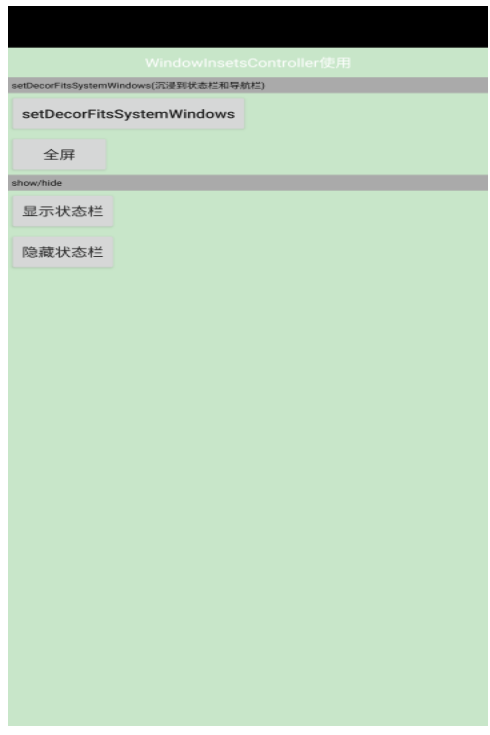 WindowInsetsController使用
setDecorFitsSystemWindows(沉浸到状态栏和导航栏)
setDecorFitsSystemWindows
全屏
show/hide
显示状态栏
隐藏状态栏